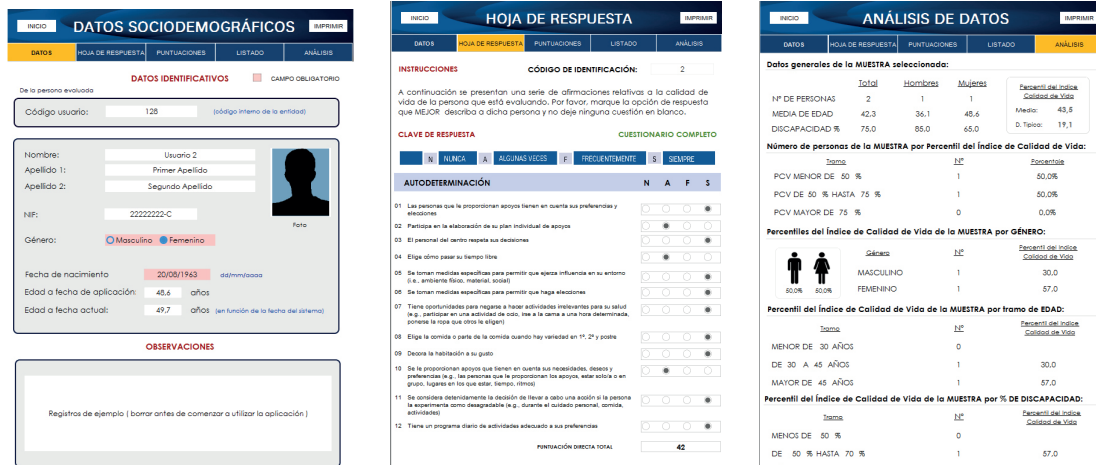 INICIO
DATOS SOCIODEMOGRÁFICOS
IMPRIMIR
DATOS
HOJA DE RESPUESTA
PUNTUACIONES
LISTADO
ANÁLISIS
DATOS IDENTIFICATIVOS
CAMPO OBLIGATORIO
De la persona evaluada
Código usuario: 128 (código interno de la entidad)
Nombre: Usuario 2
Apellido 1: Primer Apellido
Apellido 2: Segundo Apellido
NIF: 22222222-C
Foto
Género: Masculino Femenino
Fecha de nacimiento 20/08/1963 dd/mm/aaaa
Edad a fecha de aplicación: 48,6 años
Edad a fecha actual: 49,7 años (en función de la fecha del sistema)
OBSERVACIONES
Registros de ejemplo ( borrar antes de comenzar a utilizar la aplicación )
INICIO
HOJA DE RESPUESTA
IMPRIMIR
DATOS
HOJA DE RESPUESTA
PUNTUACIONES
LISTADO
ANÁLISIS
INSTRUCCIONES
CÓDIGO DE IDENTIFICACIÓN: 2
A continuación se presentan una serie de afirmaciones relativas a la calidad de
vida de la persona que está evaluando. Por favor, marque la opción de respuesta
que MEJOR describa a dicha persona y no deje ninguna cuestión en blanco.
CLAVE DE RESPUESTA
CUESTIONARIO COMPLETO
N NUNCA A ALGUNAS VECES F FRECUENTEMENTE S SIEMPRE
AUTODETERMINACIÓN N A F S
01 Las personas que le proporcionan apoyos tienen en cuenta sus preferencias y
elecciones
02 Participa en la elaboración de su plan individual de apoyos
03 El personal del centro respeta sus decisiones
04 Elige cómo pasar su tiempo libre
05 Se toman medidas específicas para permitir que ejerza influencia en su entorno
(i.e., ambiente físico, material, social)
06 Se toman medidas específicas para permitir que haga elecciones
07 Tiene oportunidades para negarse a hacer actividades irrelevantes para su salud
(e.g., participar en una actividad de ocio, irse a la cama a una hora determinada,
ponerse la ropa que otros le eligen)
08 Elige la comida o parte de la comida cuando hay variedad en 1º, 2º y postre
09 Decora la habitación a su gusto
10 Se le proporcionan apoyos que tienen en cuenta sus necesidades, deseos y
preferencias (e.g., las personas que le proporcionan los apoyos, estar solo/a o en
grupo, lugares en los que estar, tiempo, ritmos)
11 Se considera detenidamente la decisión de llevar a cabo una acción si la persona
la experimenta como desagradable (e.g., durante el cuidado personal, comida,
actividades)
12 Tiene un programa diario de actividades adecuado a sus preferencias
PUNTUACIÓN DIRECTA TOTAL 42
INICIO
ANÁLISIS DE DATOS
IMPRIMIR
DATOS
HOJA DE RESPUESTA
PUNTUACIONES
LISTADO
ANÁLISIS
Datos generales de la MUESTRA seleccionada:
Total Hombres Mujeres
Nº DE PERSONAS 2 1 1
MEDIA DE EDAD 42,3 36,1 48,6
DISCAPACIDAD % 75,0 85,0 65,0
Percentil del Indice
Calidad de Vida
Media: 43,5
D. Típica: 19,1
Número de personas de la MUESTRA por Percentil del Índice de Calidad de Vida:
Tramo Nº Porcentaje
PCV MENOR DE 50 % 1 50,0%
PCV DE 50 % HASTA 75 % 1 50,0%
PCV MAYOR DE 75 % 0 0,0%
Percentiles del Índice de Calidad de Vida de la MUESTRA por GÉNERO:
50,0% 50,0%
Género Nº Percentil del Indice
Calidad de Vida
MASCULINO 1 30,0
FEMENINO 1 57,0
Percentil del Índice de Calidad de Vida de la MUESTRA por tramo de EDAD:
Tramo Nº Percentil del Indice
Calidad de Vida
MENOR DE 30 AÑOS 0
DE 30 A 45 AÑOS 1 30,0
MAYOR DE 45 AÑOS 1 57,0
Percentil del Índice de Calidad de Vida de la MUESTRA por % DE DISCAPACIDAD:
Tramo Nº Percentil del Indice
Calidad de Vida
MENOS DE 50 % 0
DE 50 % HASTA 70 % 1 57,0